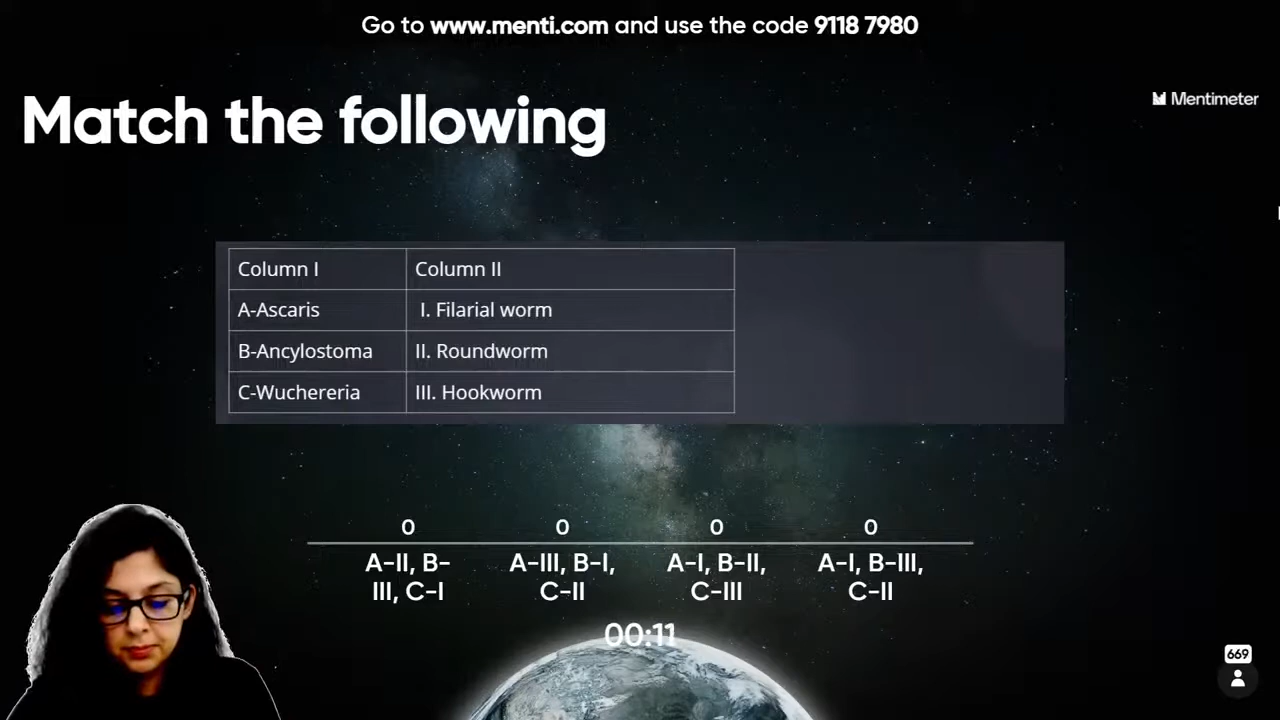 Go to www.menti.com and use the code 9118 7980
Mentimeter
Match the following
Column I Column II
A-Ascaris I. Filarial worm
B-Ancylostoma II. Roundworm
C-Wuchereria III. Hookworm
0 0 0 0
A-II, B-
III, C-I
A-III, B-I,
C-II
A-I, B-II,
C-III
A-I, B-III,
C-II
00:11
669